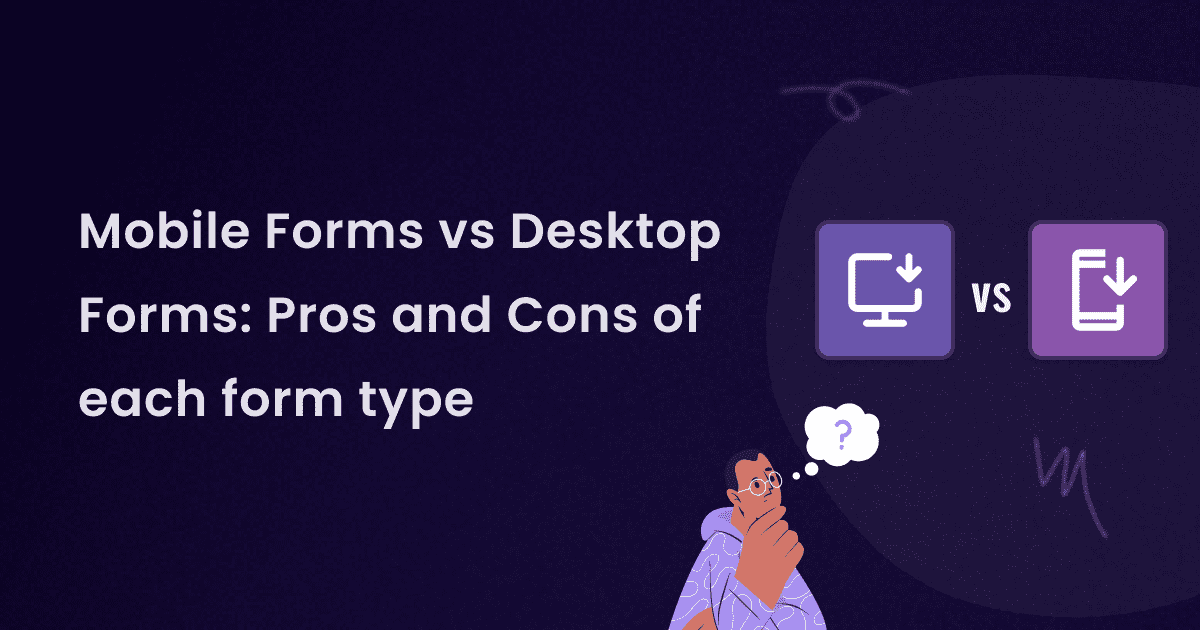 Mobile Forms vs Desktop
Forms: Pros and Cons of
each form type
VS
?